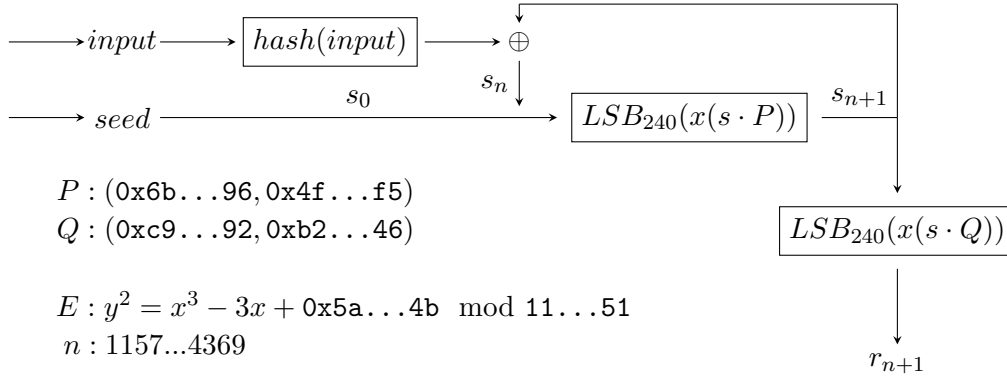 input hash(input) ⊕
s_n
seed s_0 LSB_240(x(s · P)) s_{n+1}
P : (0x6b...96, 0x4f...f5)
Q : (0xc9...92, 0xb2...46)
LSB_240(x(s · Q))
E : y^2 = x^3 − 3x + 0x5a...4b mod 11...51
n : 1157...4369
r_{n+1}